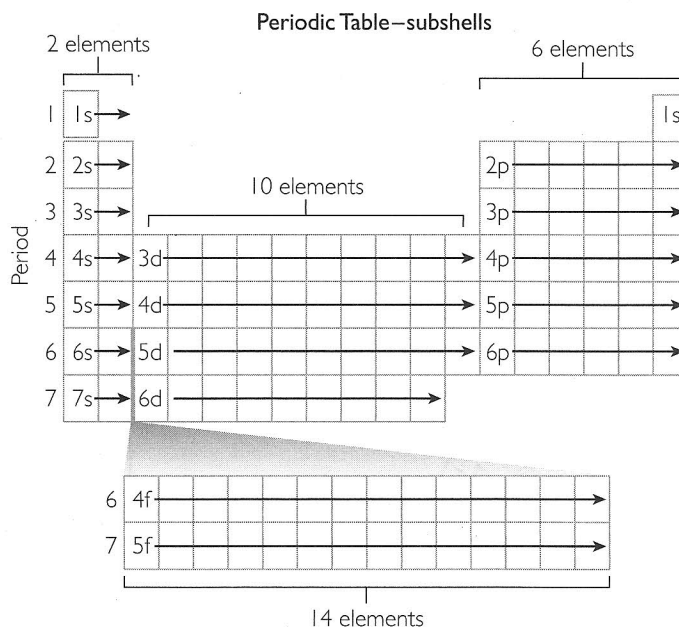 Periodic Table–subshells
2 elements
6 elements
1 1s 1s
2 2s 2p
10 elements
3 3s 3p
Period
4 4s 3d 4p
5 5s 4d 5p
6 6s 5d 6p
7 7s 6d
6 4f
7 5f
14 elements